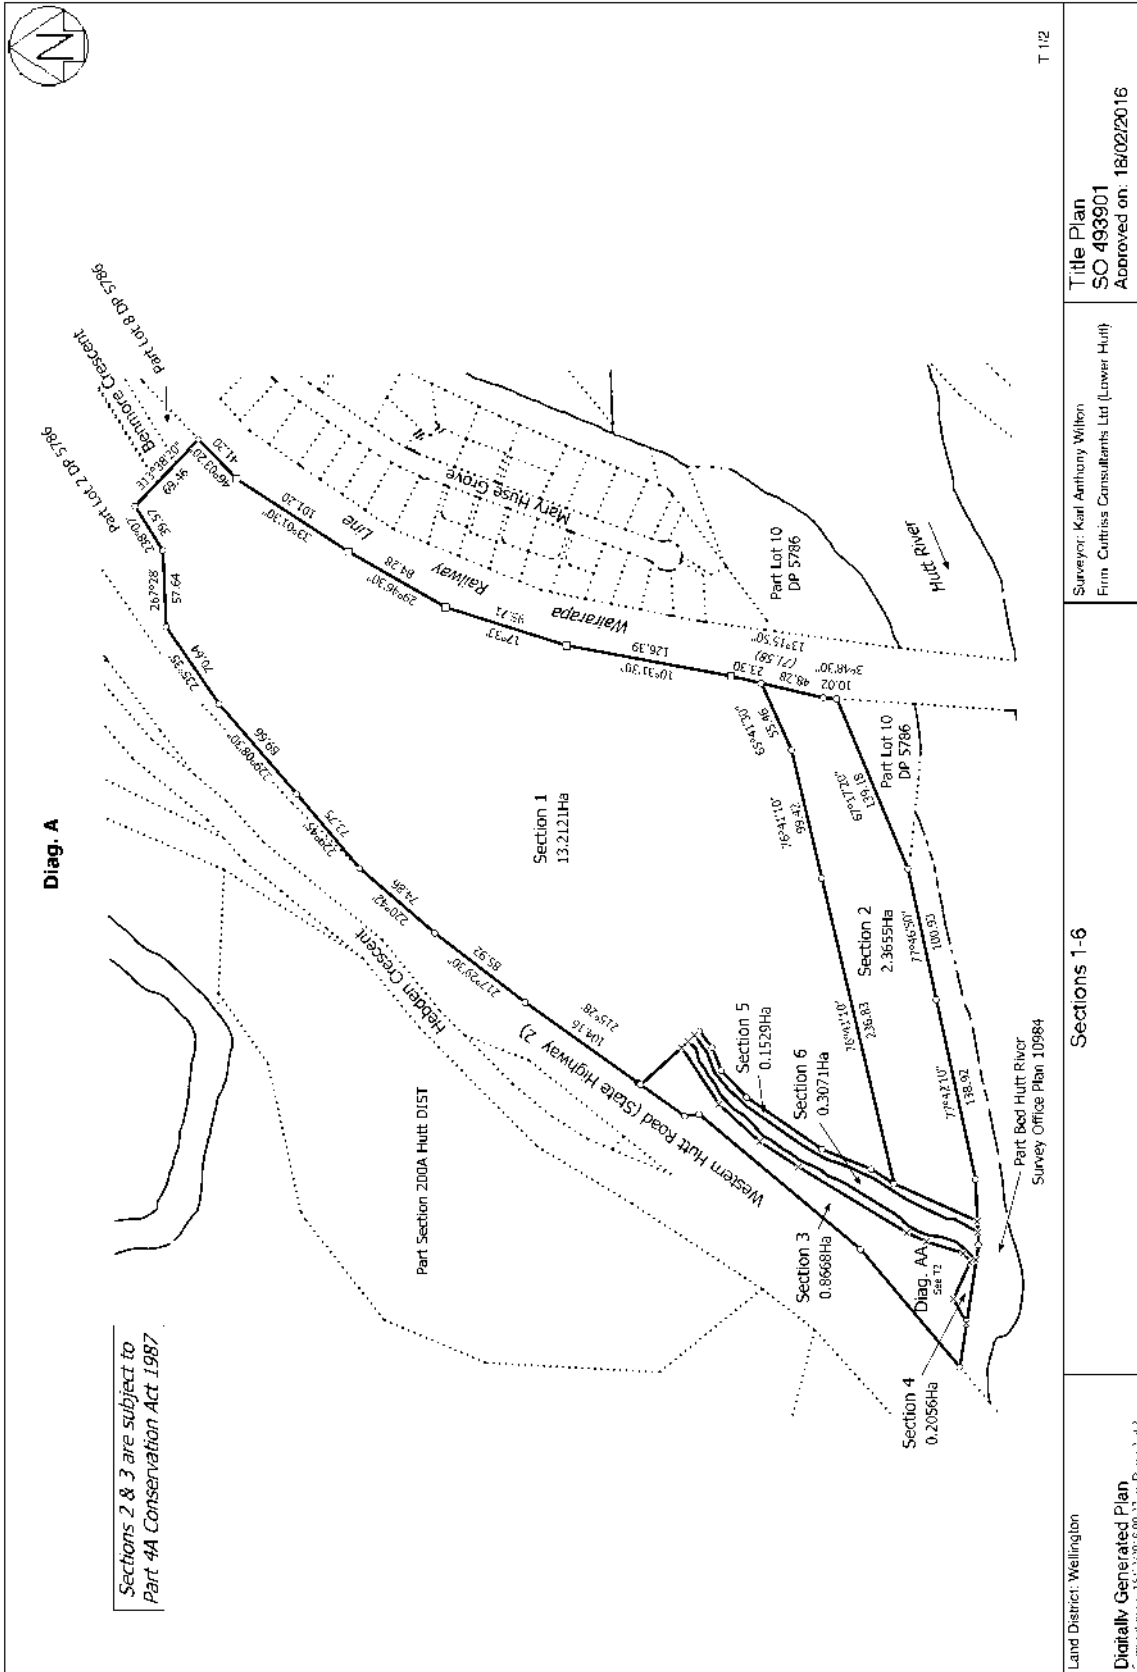 Diag. A
N
Sections 2 & 3 are subject to
Part 4A Conservation Act 1987
Part Lot 2 DP 5786
Benmore Crescent
Part Lot 8 DP 5786
313°38'20"
69.46
238°07'
39.57
267°28'
57.64
235°35'
70.64
229°08'30"
89.66
229°45'
72.75
220°42'
74.86
217°29'30"
85.92
215°28'
104.16
46°03'20"
41.20
33°01'30"
101.20
29°46'30"
84.28
17°33'
95.71
10°31'30"
126.39
23.30
(71.58)
13°15'50"
48.28
10.02
3°48'30"
Wairarapa Railway Line
Mary Huse Grove
Hebden Crescent
Western Hutt Road (State Highway 2)
Part Section 200A Hutt DIST
Section 1
13.2121Ha
65°41'30"
55.46
76°41'10"
99.42
76°41'10"
236.83
Section 2
2.3655Ha
67°17'20"
139.18
77°46'50"
100.93
77°42'10"
138.92
Part Lot 10
DP 5786
Part Lot 10
DP 5786
Hutt River
Section 5
0.1529Ha
Section 6
0.3071Ha
Section 3
0.8668Ha
Diag. AA
See T2
Section 4
0.2056Ha
Part Bed Hutt River
Survey Office Plan 10984
T 1/2
Land District: Wellington
Digitally Generated Plan
Sections 1-6
Surveyor: Karl Anthony Wilton
Firm: Cuttriss Consultants Ltd (Lower Hutt)
Title Plan
SO 493901
Approved on: 18/02/2016